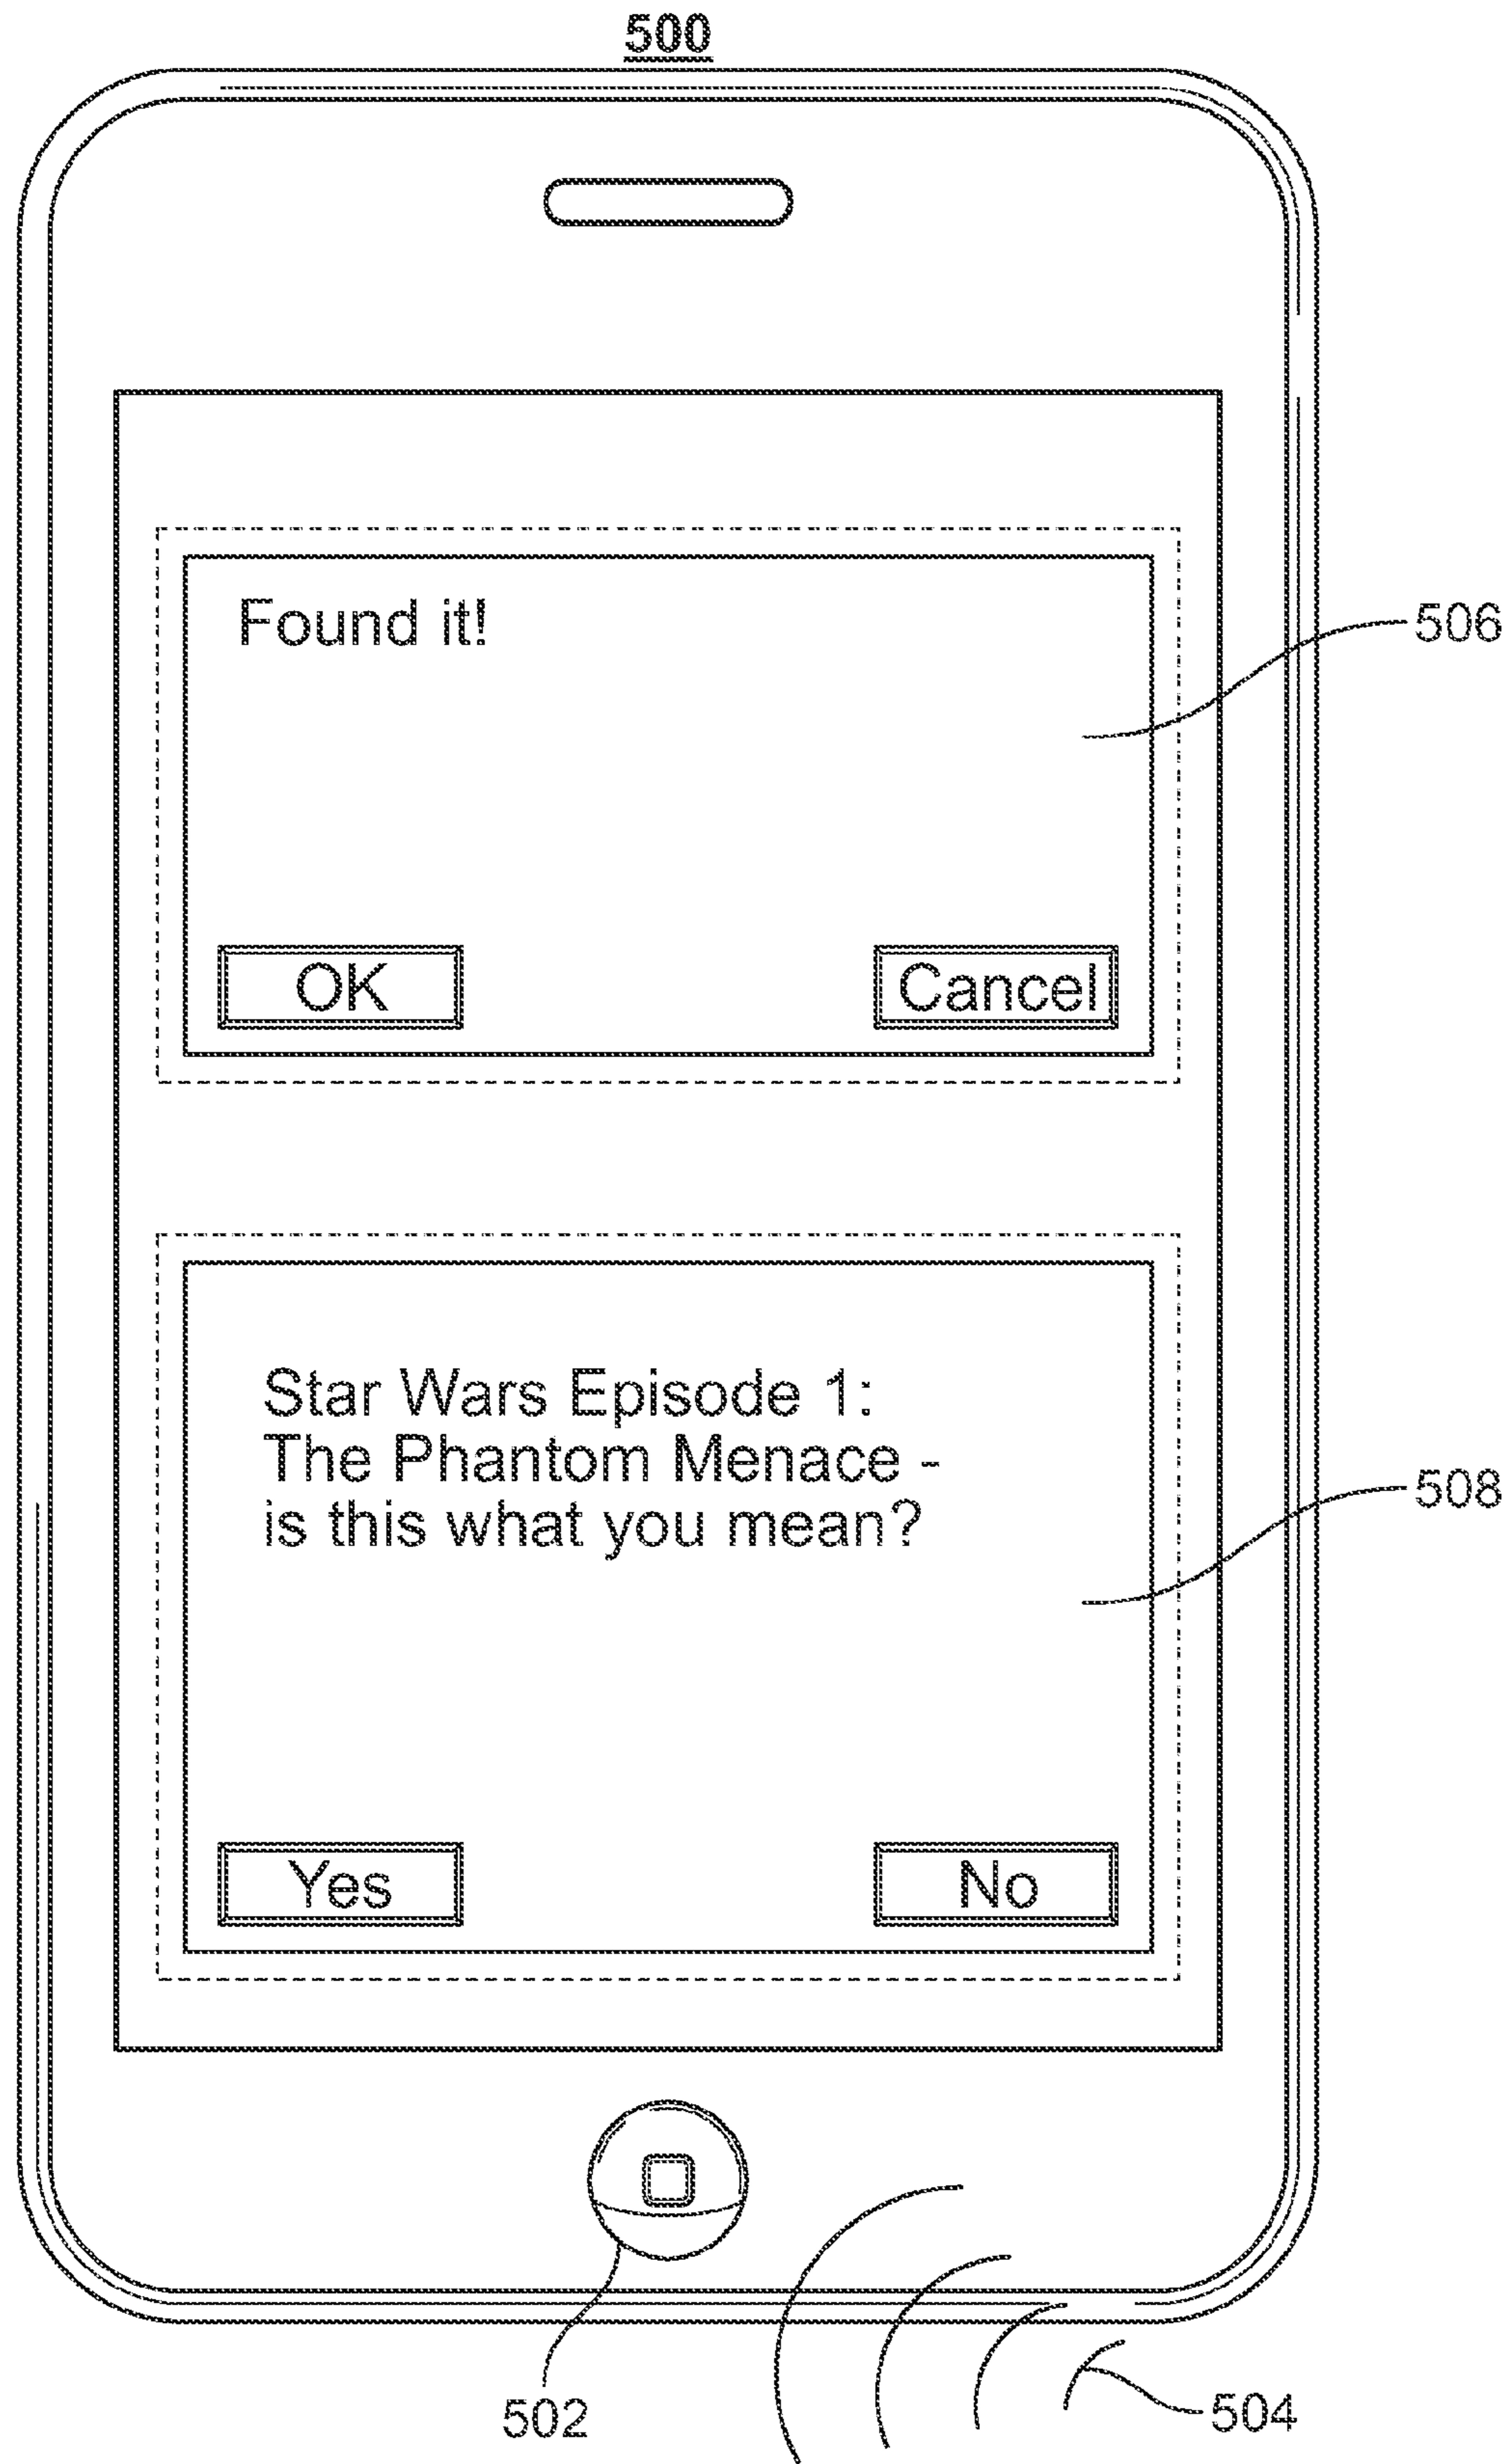 500
Found it!
506
OK
Cancel
Star Wars Episode 1:
The Phantom Menace -
is this what you mean?
508
Yes
No
502
504